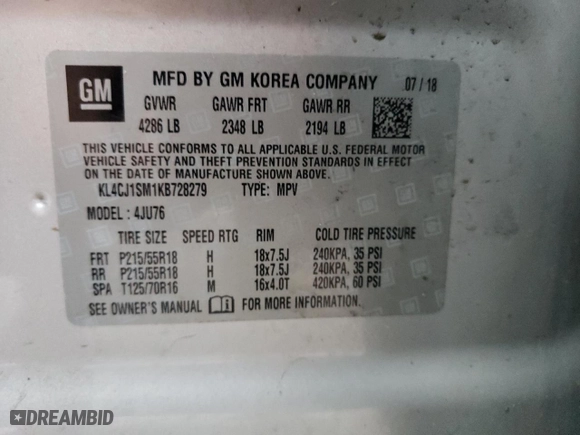 GM
MFD BY GM KOREA COMPANY 07 / 18
GVWR GAWR FRT GAWR RR
4286 LB 2348 LB 2194 LB
THIS VEHICLE CONFORMS TO ALL APPLICABLE U.S. FEDERAL MOTOR
VEHICLE SAFETY AND THEFT PREVENTION STANDARDS IN EFFECT
ON THE DATE OF MANUFACTURE SHOWN ABOVE.
KL4CJ1SM1KB728279 TYPE: MPV
MODEL : 4JU76
TIRE SIZE SPEED RTG RIM COLD TIRE PRESSURE
FRT P215/55R18 H 18x7.5J 240KPA, 35 PSI
RR P215/55R18 H 18x7.5J 240KPA, 35 PSI
SPA T125/70R16 M 16x4.0T 420KPA, 60 PSI
SEE OWNER'S MANUAL FOR MORE INFORMATION.
DREAMBID